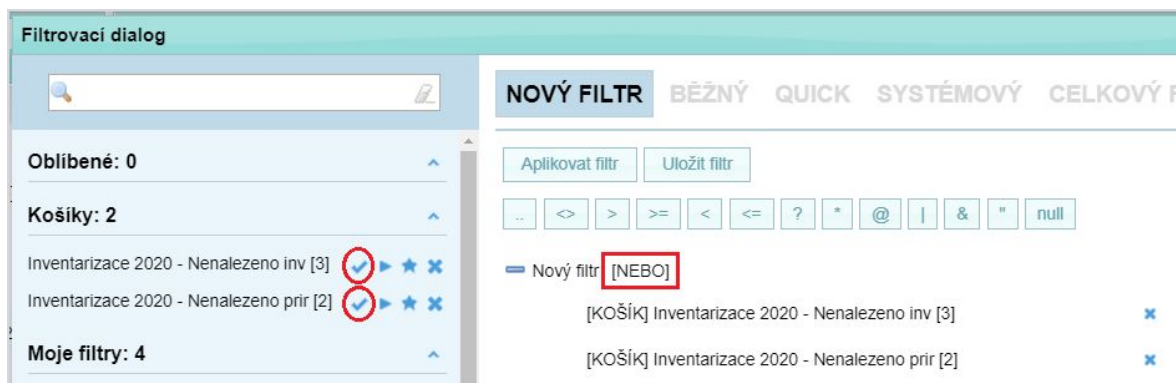 Filtrovací dialog
NOVÝ FILTR BĚŽNÝ QUICK SYSTÉMOVÝ CELKOVÝ
Oblíbené: 0
Košíky: 2
Inventarizace 2020 - Nenalezeno inv [3]
Inventarizace 2020 - Nenalezeno prir [2]
Moje filtry: 4
Aplikovat filtr Uložit filtr
.. <> > >= < <= ? * @ | & " null
Nový filtr [NEBO]
[KOŠÍK] Inventarizace 2020 - Nenalezeno inv [3]
[KOŠÍK] Inventarizace 2020 - Nenalezeno prir [2]